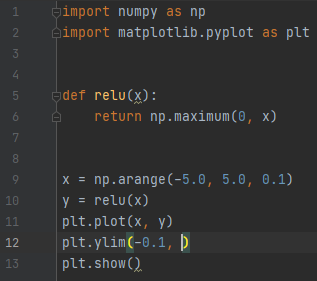 1 import numpy as np
2 import matplotlib.pyplot as plt
3
4
5 def relu(x):
6     return np.maximum(0, x)
7
8
9 x = np.arange(-5.0, 5.0, 0.1)
10 y = relu(x)
11 plt.plot(x, y)
12 plt.ylim(-0.1, )
13 plt.show()